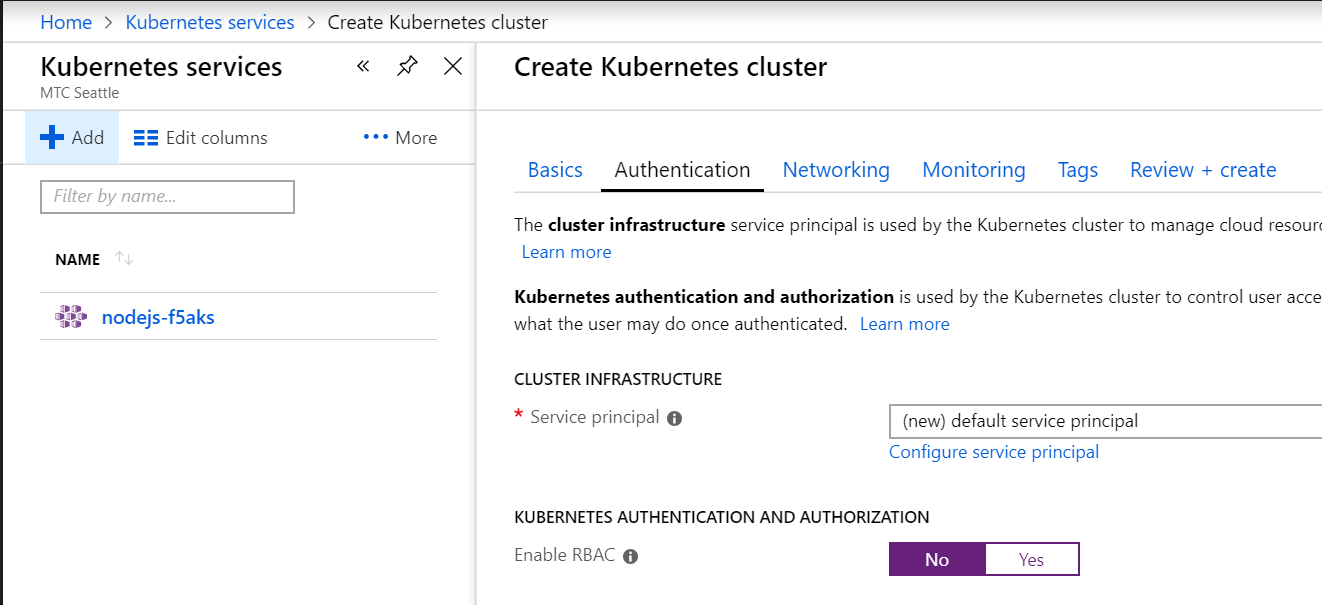 Home > Kubernetes services > Create Kubernetes cluster
Kubernetes services
MTC Seattle
Add Edit columns ••• More
Filter by name...
NAME
nodejs-f5aks
Create Kubernetes cluster
Basics Authentication Networking Monitoring Tags Review + create
The cluster infrastructure service principal is used by the Kubernetes cluster to manage cloud resour
Learn more
Kubernetes authentication and authorization is used by the Kubernetes cluster to control user acce
what the user may do once authenticated. Learn more
CLUSTER INFRASTRUCTURE
* Service principal
(new) default service principal
Configure service principal
KUBERNETES AUTHENTICATION AND AUTHORIZATION
Enable RBAC
No Yes